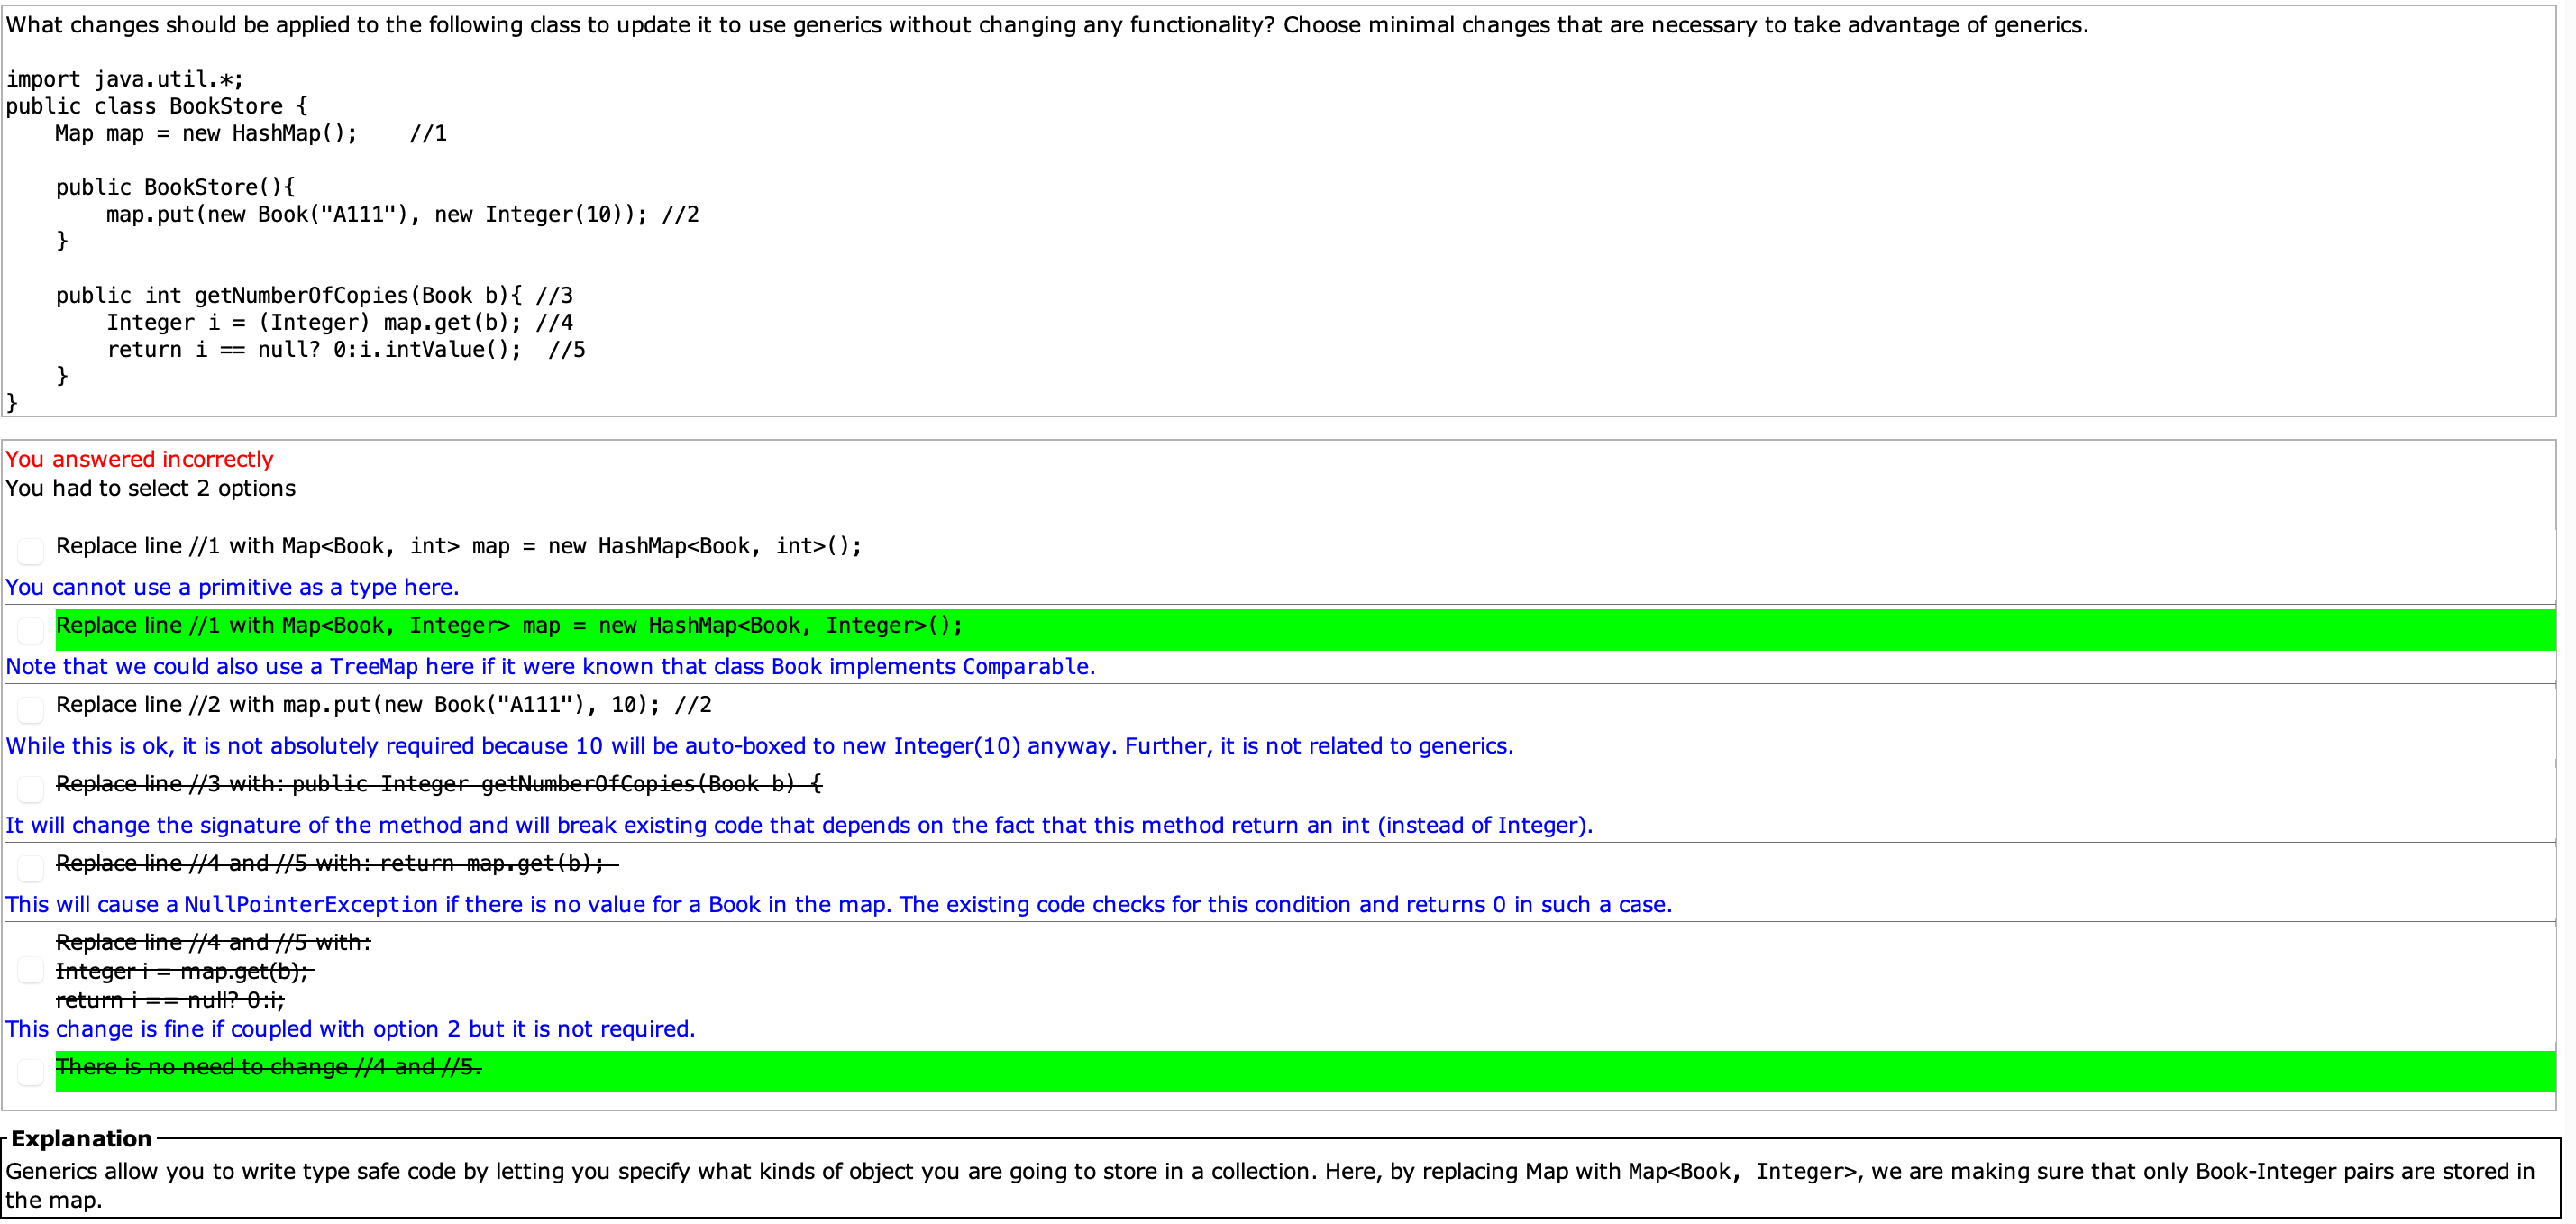 What changes should be applied to the following class to update it to use generics without changing any functionality? Choose minimal changes that are necessary to take advantage of generics.
import java.util.*;
public class BookStore {
    Map map = new HashMap();    //1
    public BookStore(){
        map.put(new Book("A111"), new Integer(10)); //2
    }
    public int getNumberOfCopies(Book b){ //3
        Integer i = (Integer) map.get(b); //4
        return i == null? 0:i.intValue();  //5
    }
}
You answered incorrectly
You had to select 2 options
Replace line //1 with Map<Book, int> map = new HashMap<Book, int>();
You cannot use a primitive as a type here.
Replace line //1 with Map<Book, Integer> map = new HashMap<Book, Integer>();
Note that we could also use a TreeMap here if it were known that class Book implements Comparable.
Replace line //2 with map.put(new Book("A111"), 10); //2
While this is ok, it is not absolutely required because 10 will be auto-boxed to new Integer(10) anyway. Further, it is not related to generics.
Replace line //3 with: public Integer getNumberOfCopies(Book b) {
It will change the signature of the method and will break existing code that depends on the fact that this method return an int (instead of Integer).
Replace line //4 and //5 with: return map.get(b);
This will cause a NullPointerException if there is no value for a Book in the map. The existing code checks for this condition and returns 0 in such a case.
Replace line //4 and //5 with:
Integer i = map.get(b);
return i == null? 0:i;
This change is fine if coupled with option 2 but it is not required.
There is no need to change //4 and //5.
Explanation
Generics allow you to write type safe code by letting you specify what kinds of object you are going to store in a collection. Here, by replacing Map with Map<Book, Integer>, we are making sure that only Book-Integer pairs are stored in
the map.